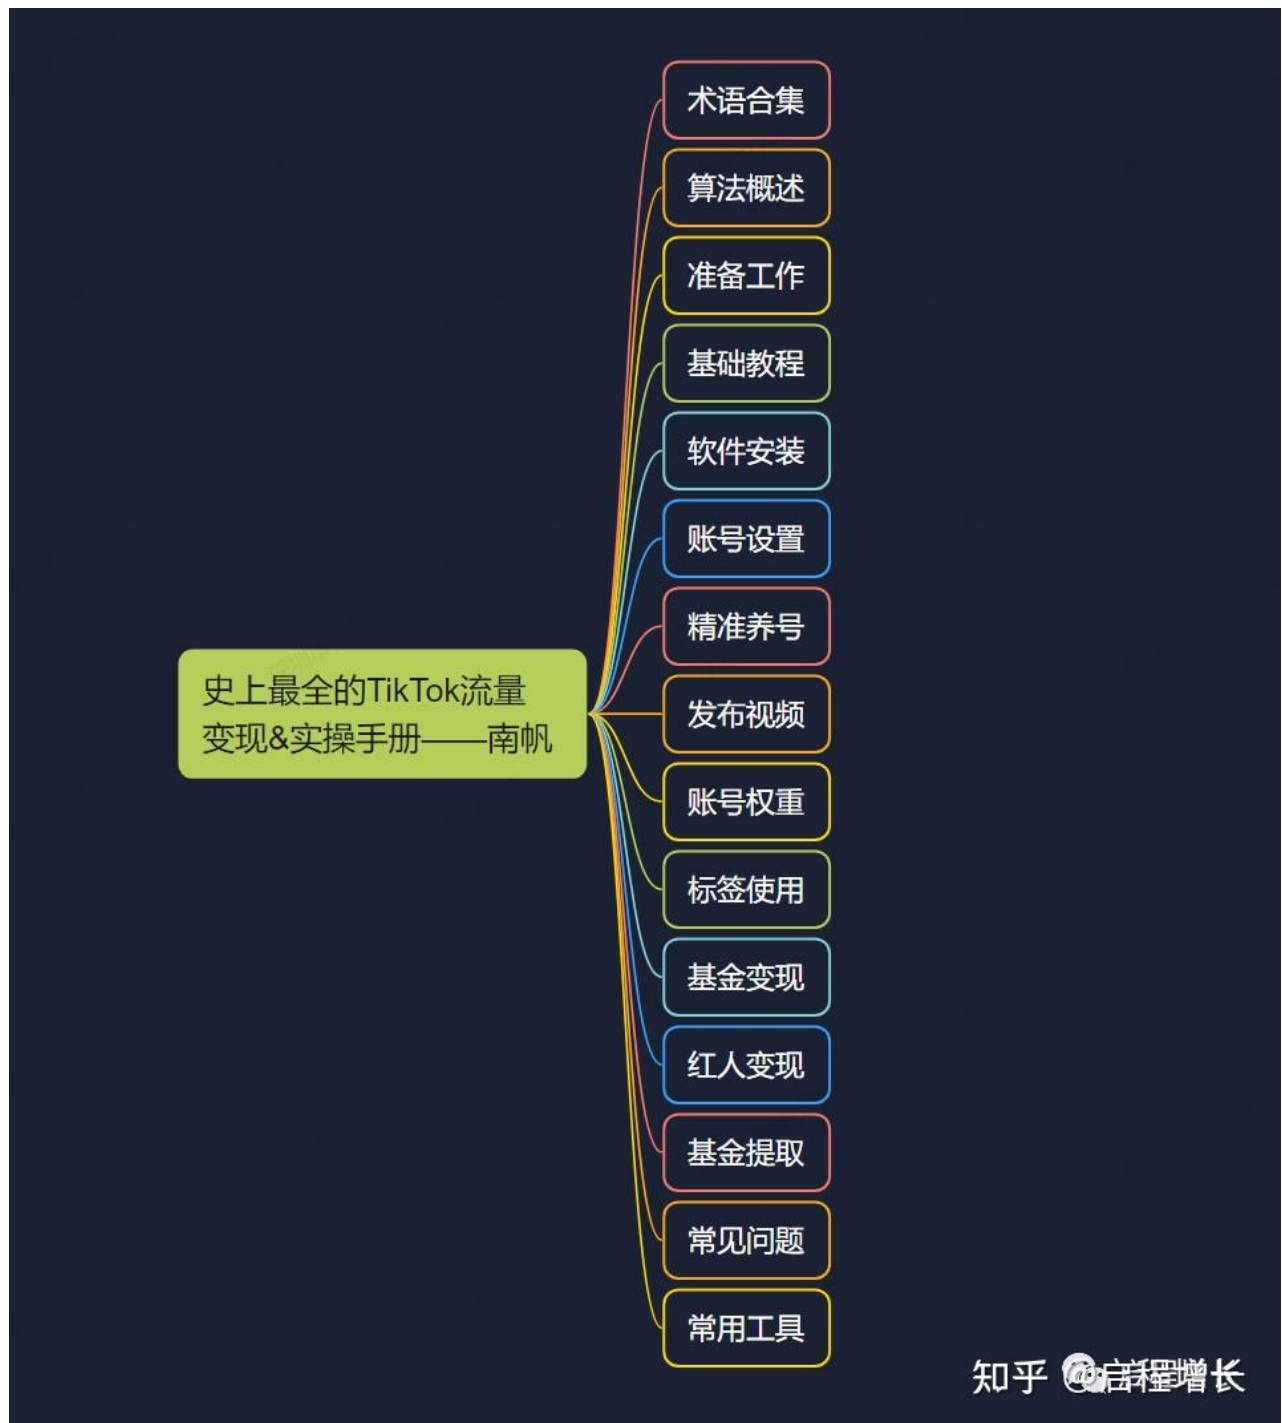 术语合集
算法概述
准备工作
基础教程
软件安装
账号设置
精准养号
史上最全的TikTok流量
变现&实操手册——南帆
发布视频
账号权重
标签使用
基金变现
红人变现
基金提取
常见问题
常用工具
知乎 @启程增长